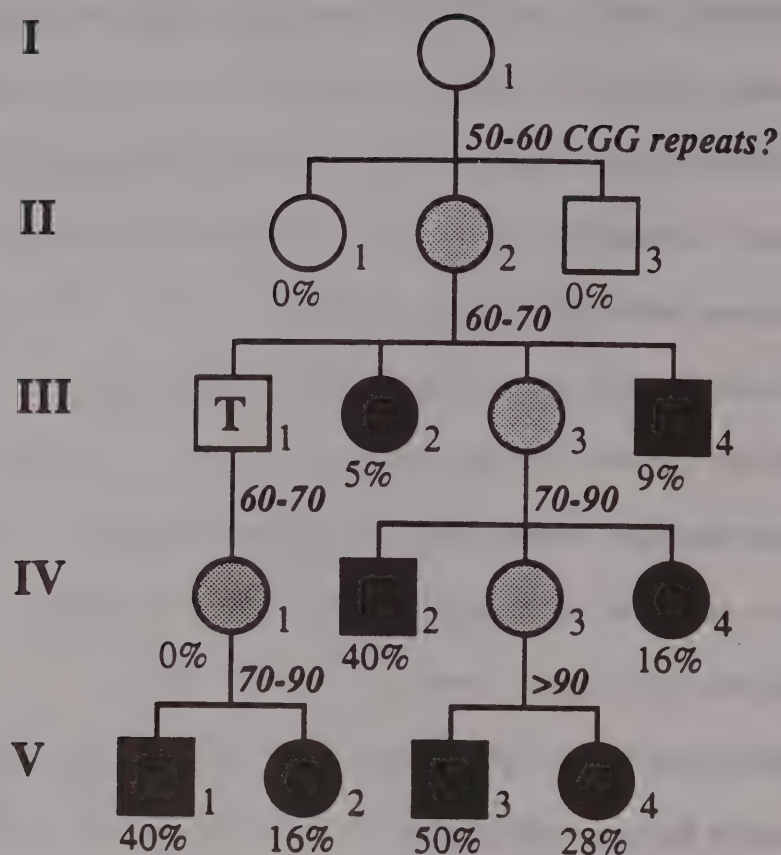 I
1
50-60 CGG repeats?
II
1 2 3
0% 0%
60-70
III
T 1 2 3 4
5% 9%
60-70 70-90
IV
1 2 3 4
0% 40% 16%
70-90 >90
V
1 2 3 4
40% 16% 50% 28%